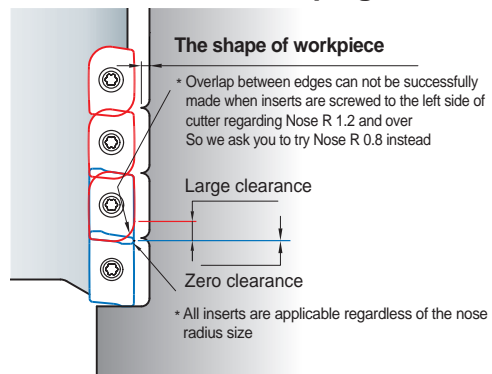 The shape of workpiece
* Overlap between edges can not be successfully
made when inserts are screwed to the left side of
cutter regarding Nose R 1.2 and over
So we ask you to try Nose R 0.8 instead
Large clearance
Zero clearance
* All inserts are applicable regardless of the nose
radius size